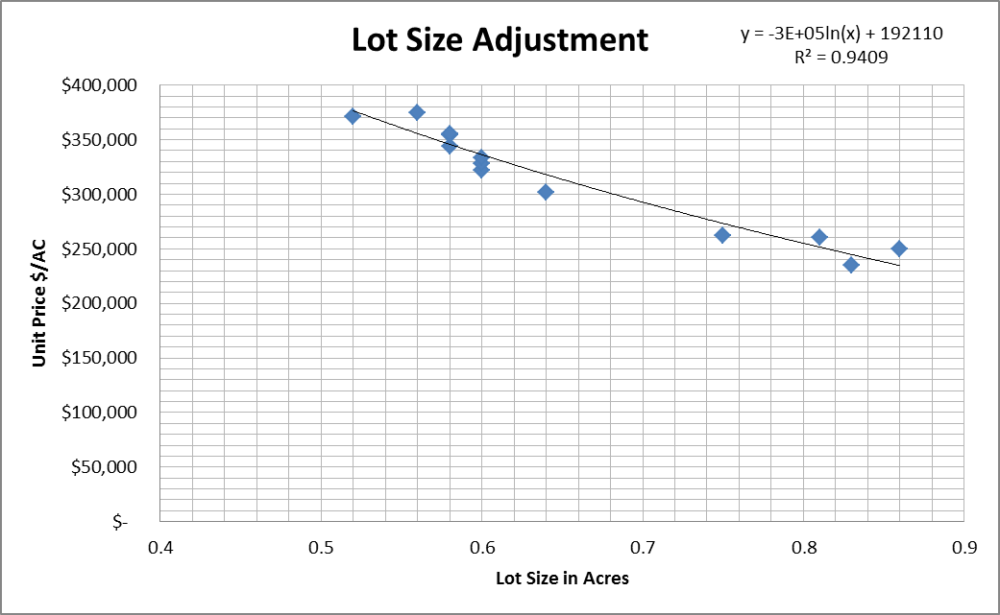 Lot Size Adjustment
y = -3E+05ln(x) + 192110
R² = 0.9409
$400,000
$350,000
$300,000
$250,000
$200,000
$150,000
$100,000
$50,000
$-
Unit Price $/AC
0.4 0.5 0.6 0.7 0.8 0.9
Lot Size in Acres